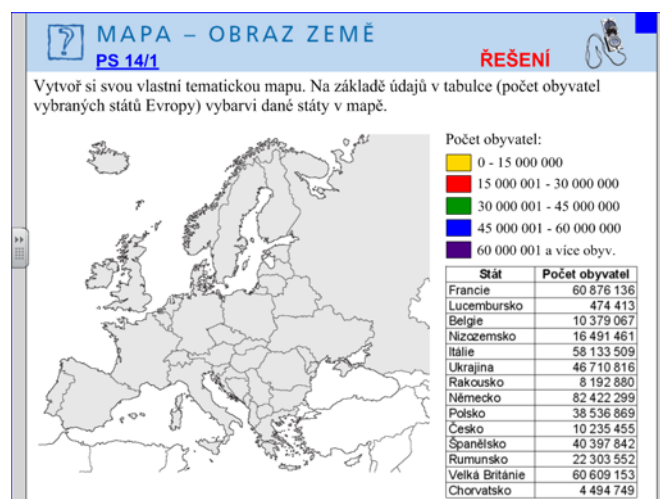 MAPA – OBRAZ ZEMĚ
PS 14/1
ŘEŠENÍ
Vytvoř si svou vlastní tematickou mapu. Na základě údajů v tabulce (počet obyvatel
vybraných států Evropy) vybarvi dané státy v mapě.
Počet obyvatel:
0 - 15 000 000
15 000 001 - 30 000 000
30 000 001 - 45 000 000
45 000 001 - 60 000 000
60 000 001 a více obyv.
Stát Počet obyvatel
Francie 60 876 136
Lucembursko 474 413
Belgie 10 379 067
Nizozemsko 16 491 461
Itálie 58 133 509
Ukrajina 46 710 816
Rakousko 8 192 880
Německo 82 422 299
Polsko 38 536 869
Česko 10 235 455
Španělsko 40 397 842
Rumunsko 22 303 552
Velká Británie 60 609 153
Chorvatsko 4 494 749